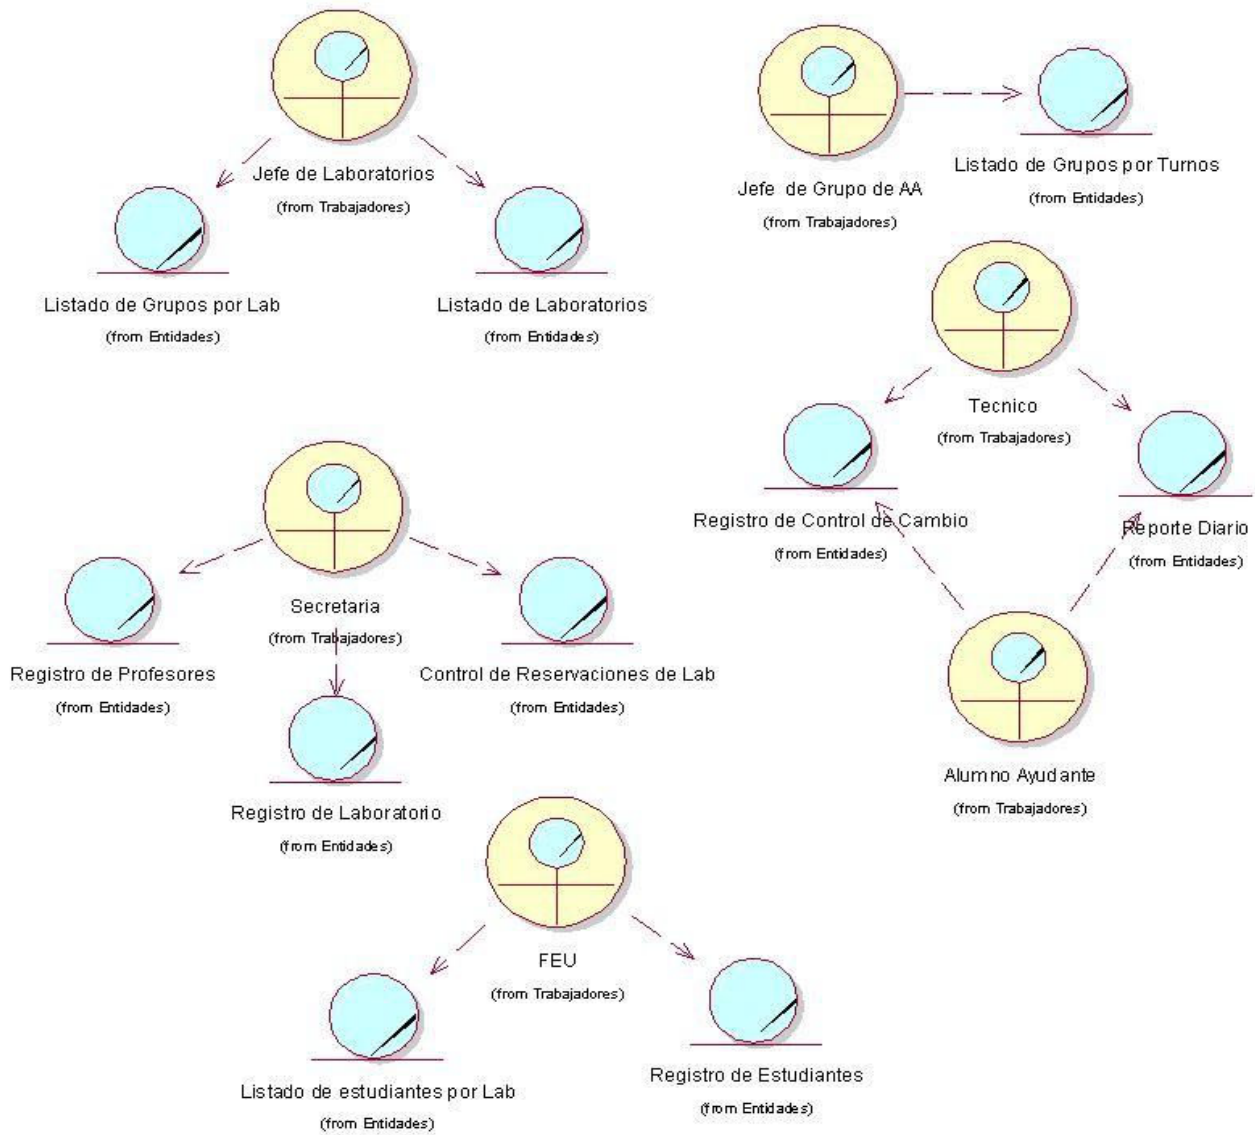 Jefe de Laboratorios
(from Trabajadores)
Listado de Grupos por Lab
(from Entidades)
Listado de Laboratorios
(from Entidades)
Jefe de Grupo de AA
(from Trabajadores)
Listado de Grupos por Turnos
(from Entidades)
Tecnico
(from Trabajadores)
Registro de Control de Cambio
(from Entidades)
Reporte Diario
(from Entidades)
Alumno Ayudante
(from Trabajadores)
Secretaria
(from Trabajadores)
Registro de Profesores
(from Entidades)
Control de Reservaciones de Lab
(from Entidades)
Registro de Laboratorio
(from Entidades)
FEU
(from Trabajadores)
Listado de estudiantes por Lab
(from Entidades)
Registro de Estudiantes
(from Entidades)